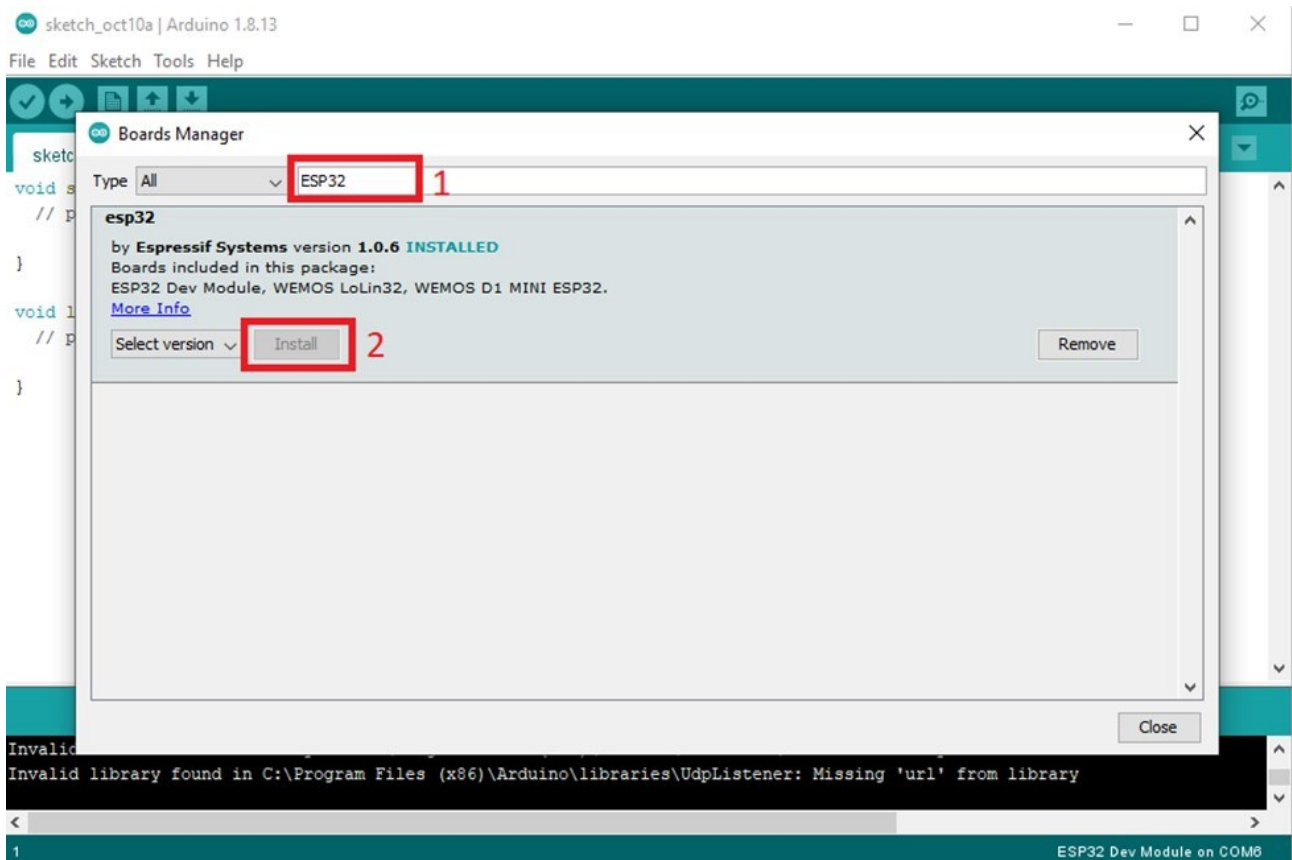 sketch_oct10a | Arduino 1.8.13
File Edit Sketch Tools Help
Boards Manager
sketc
Type All ESP32 1
void s
// p
esp32
by Espressif Systems version 1.0.6 INSTALLED
Boards included in this package:
ESP32 Dev Module, WEMOS LoLin32, WEMOS D1 MINI ESP32.
More Info
}
void l
// p
Select version Install 2 Remove
}
Close
Invalid
Invalid library found in C:\Program Files (x86)\Arduino\libraries\UdpListener: Missing 'url' from library
1 ESP32 Dev Module on COM6